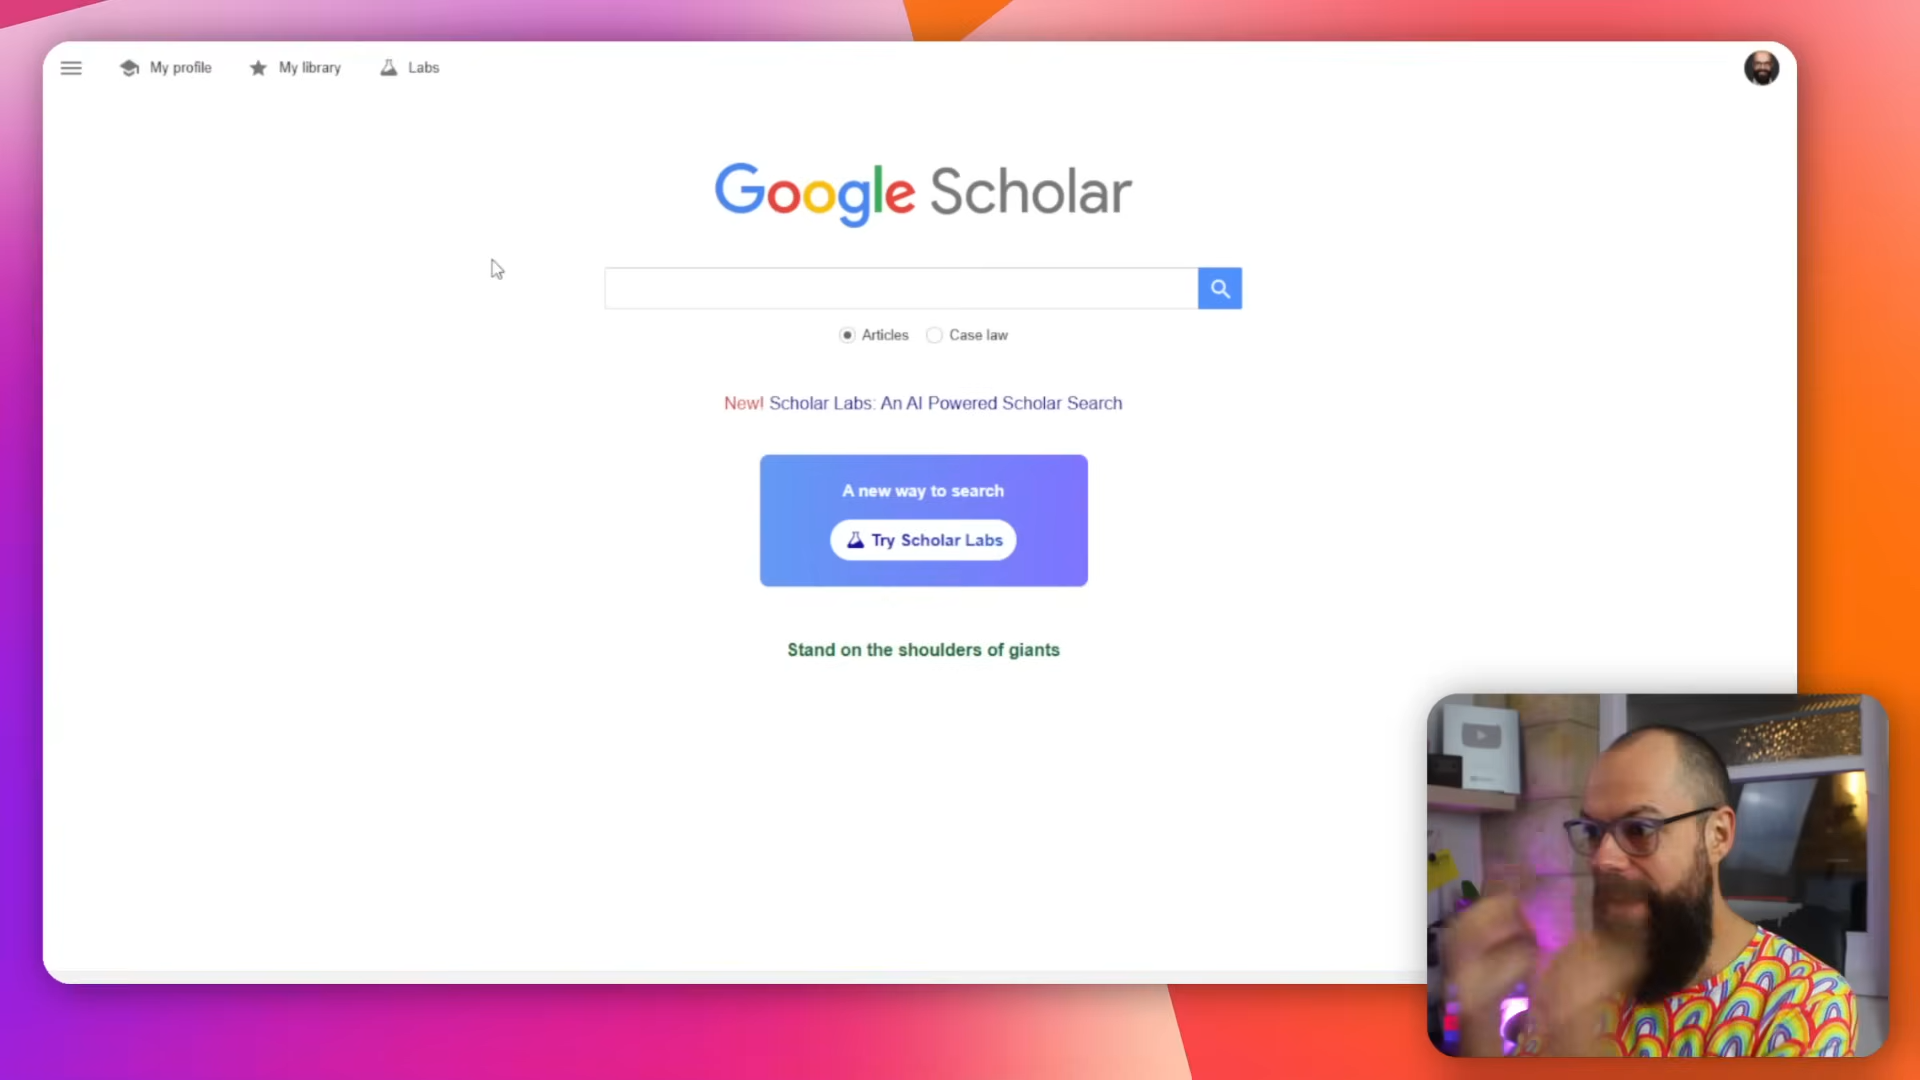 My profile
My library
Labs
Google Scholar
Articles
Case law
New! Scholar Labs: An AI Powered Scholar Search
A new way to search
Try Scholar Labs
Stand on the shoulders of giants